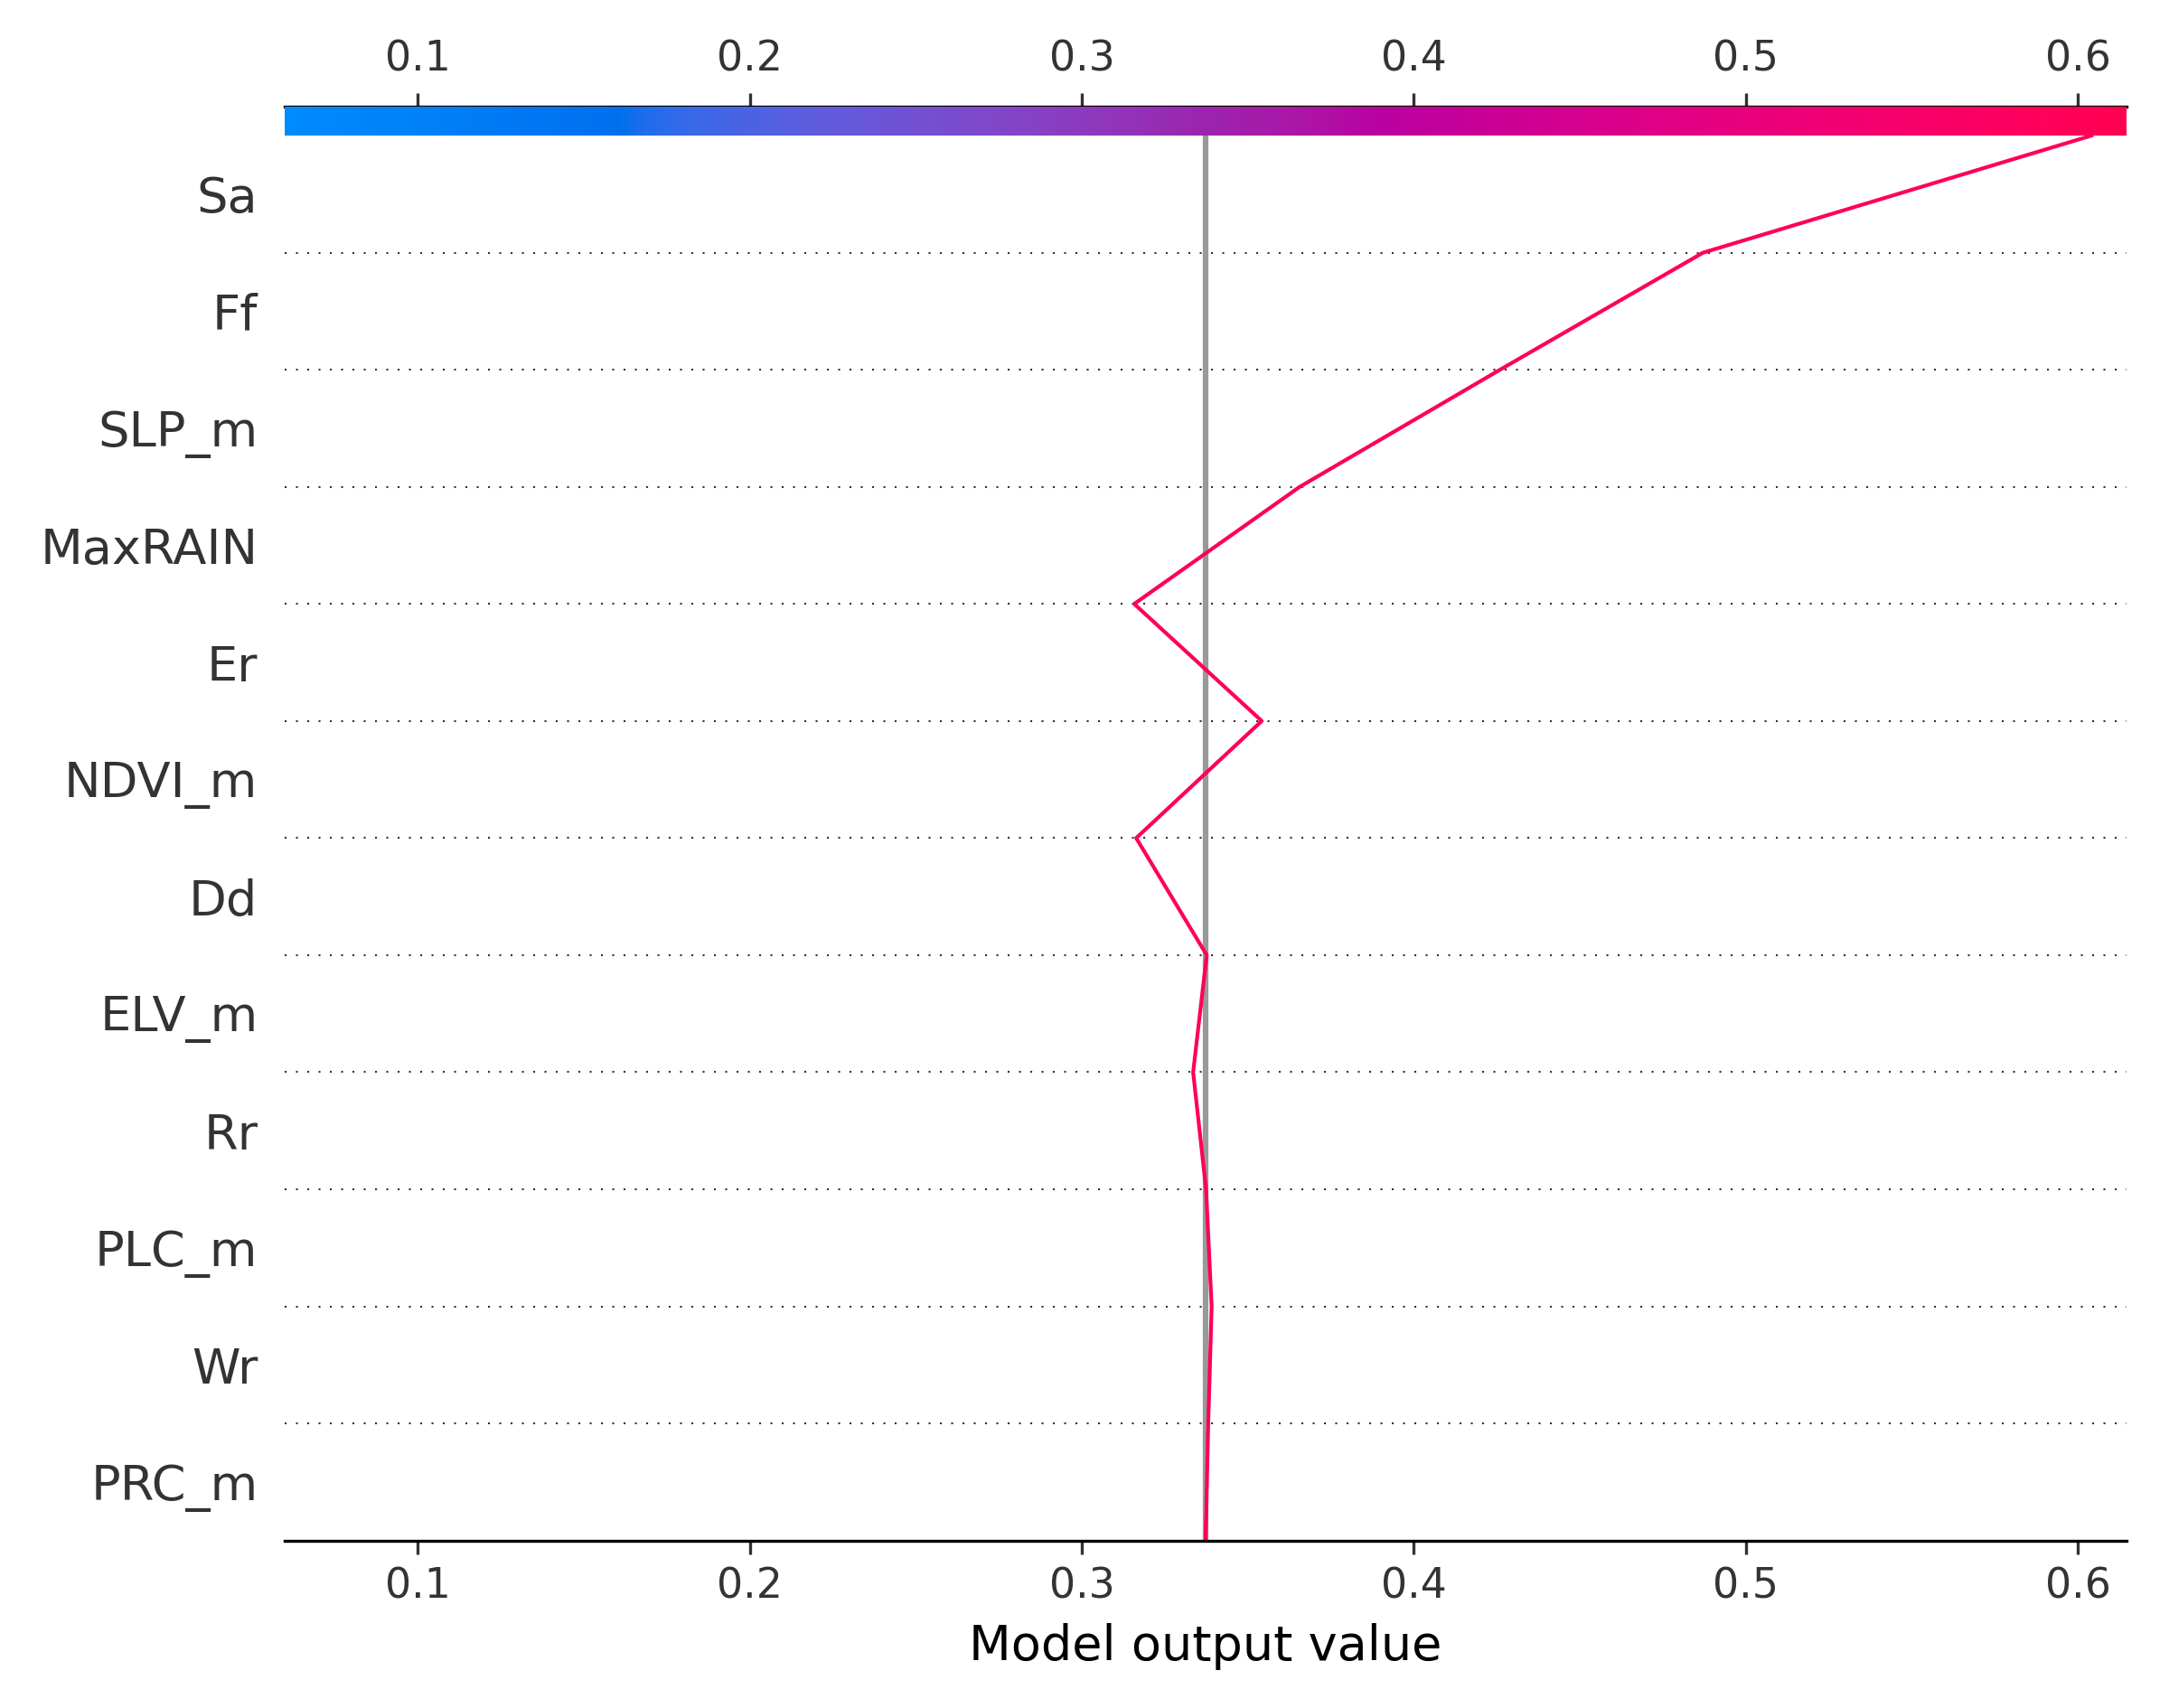 0.1 0.2 0.3 0.4 0.5 0.6
Sa
Ff
SLP_m
MaxRAIN
Er
NDVI_m
Dd
ELV_m
Rr
PLC_m
Wr
PRC_m
0.1 0.2 0.3 0.4 0.5 0.6
Model output value